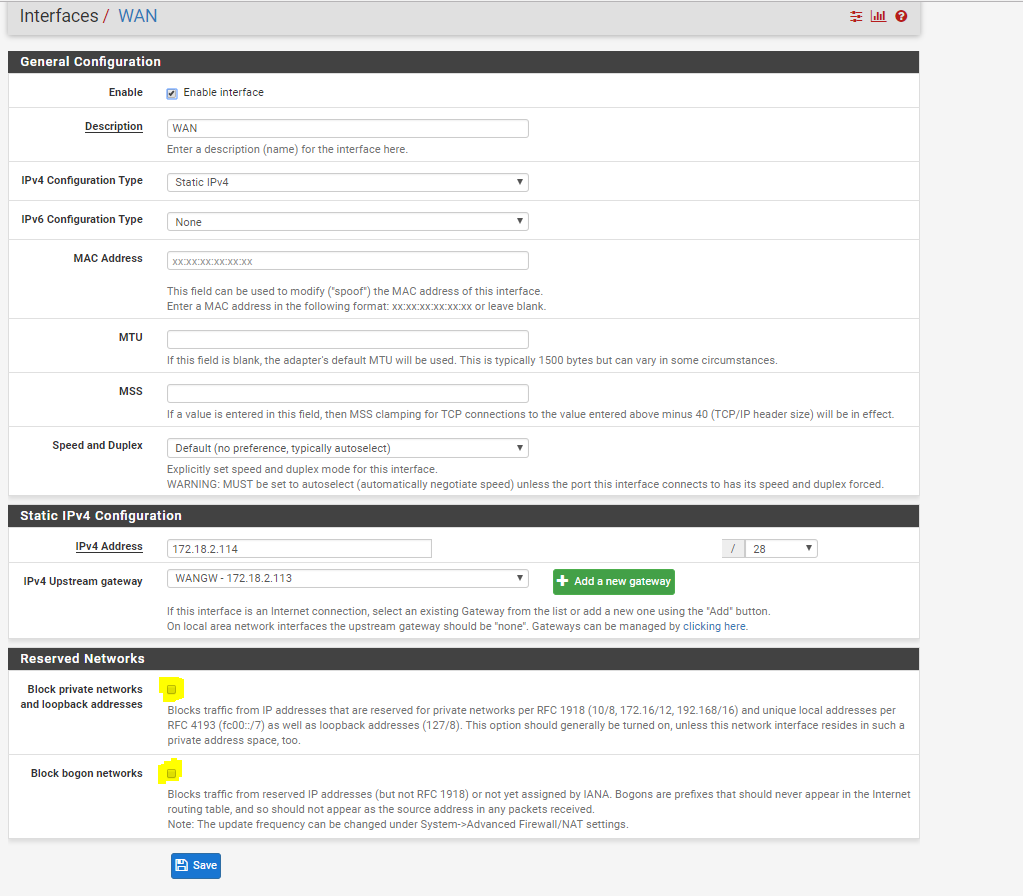 Interfaces / WAN
General Configuration
Enable
Enable interface
Description
WAN
Enter a description (name) for the interface here.
IPv4 Configuration Type
Static IPv4
IPv6 Configuration Type
None
MAC Address
xx:xx:xx:xx:xx:xx
This field can be used to modify ("spoof") the MAC address of this interface.
Enter a MAC address in the following format: xx:xx:xx:xx:xx:xx or leave blank.
MTU
If this field is blank, the adapter's default MTU will be used. This is typically 1500 bytes but can vary in some circumstances.
MSS
If a value is entered in this field, then MSS clamping for TCP connections to the value entered above minus 40 (TCP/IP header size) will be in effect.
Speed and Duplex
Default (no preference, typically autoselect)
Explicitly set speed and duplex mode for this interface.
WARNING: MUST be set to autoselect (automatically negotiate speed) unless the port this interface connects to has its speed and duplex forced.
Static IPv4 Configuration
IPv4 Address
172.18.2.114
/ 28
IPv4 Upstream gateway
WANGW - 172.18.2.113
Add a new gateway
If this interface is an Internet connection, select an existing Gateway from the list or add a new one using the "Add" button.
On local area network interfaces the upstream gateway should be "none". Gateways can be managed by clicking here.
Reserved Networks
Block private networks
and loopback addresses
Blocks traffic from IP addresses that are reserved for private networks per RFC 1918 (10/8, 172.16/12, 192.168/16) and unique local addresses per
RFC 4193 (fc00::/7) as well as loopback addresses (127/8). This option should generally be turned on, unless this network interface resides in such a
private address space, too.
Block bogon networks
Blocks traffic from reserved IP addresses (but not RFC 1918) or not yet assigned by IANA. Bogons are prefixes that should never appear in the Internet
routing table, and so should not appear as the source address in any packets received.
Note: The update frequency can be changed under System->Advanced Firewall/NAT settings.
Save